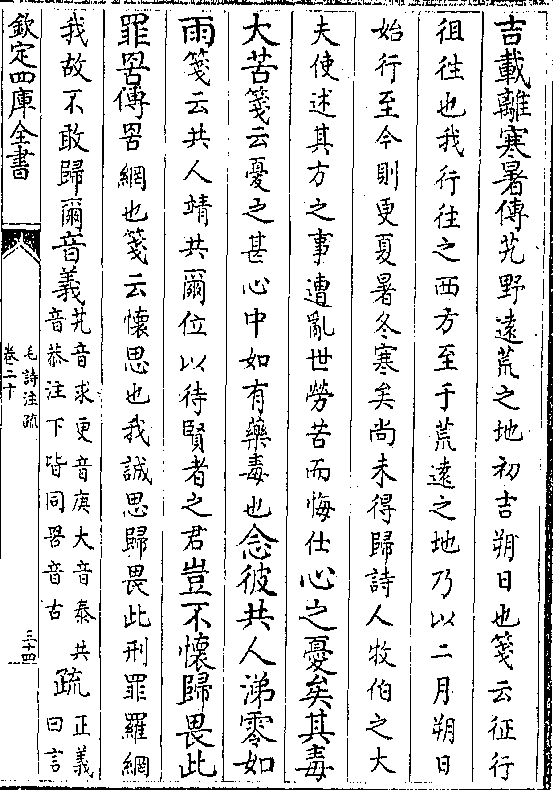 吉載離寒暑傳艽野遠荒之地初吉朔日也箋云征行
徂徃也我行徃之西方至于荒遠之地乃以二月朔日
始行至今則更夏暑冬寒矣尚未得歸詩人牧伯之大
夫使述其方之事遭亂世勞苦而悔仕心之憂矣其毒
大苦箋云憂之甚心中如有藥毒也念彼共人涕零如
雨箋云共人靖共爾位以待賢者之君豈不懷歸畏此
罪罟傳罟網也箋云懷思也我誠思歸畏此刑罪羅網
我故不敢歸爾音義艽音求更音庚大音泰共
音恭注下皆同罟音古疏正義
曰言
欽定四庫全書
毛詩注疏
卷二十
三十四